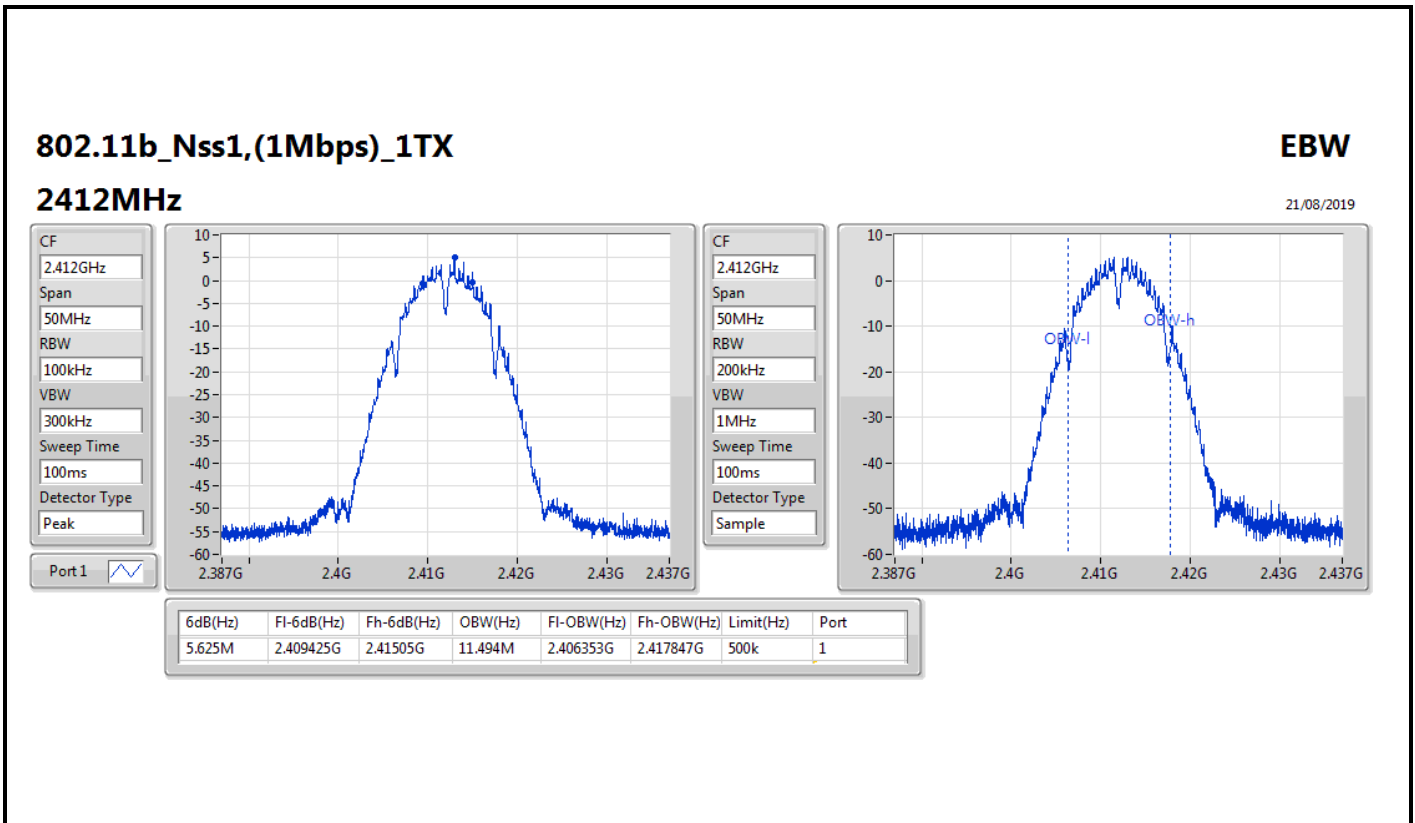 802.11b_Nss1,(1Mbps)_1TX
EBW
2412MHz
21/08/2019
CF
2.412GHz
Span
50MHz
RBW
100kHz
VBW
300kHz
Sweep Time
100ms
Detector Type
Peak
Port 1
10
5
0
-5
-10
-15
-20
-25
-30
-35
-40
-45
-50
-55
-60
2.387G 2.4G 2.41G 2.42G 2.43G 2.437G
CF
2.412GHz
Span
50MHz
RBW
200kHz
VBW
1MHz
Sweep Time
100ms
Detector Type
Sample
10
0
-10
-20
-30
-40
-50
-60
OBW-l
OBW-h
2.387G 2.4G 2.41G 2.42G 2.43G 2.437G
6dB(Hz) Fl-6dB(Hz) Fh-6dB(Hz) OBW(Hz) Fl-OBW(Hz) Fh-OBW(Hz) Limit(Hz) Port
5.625M 2.409425G 2.41505G 11.494M 2.406353G 2.417847G 500k 1